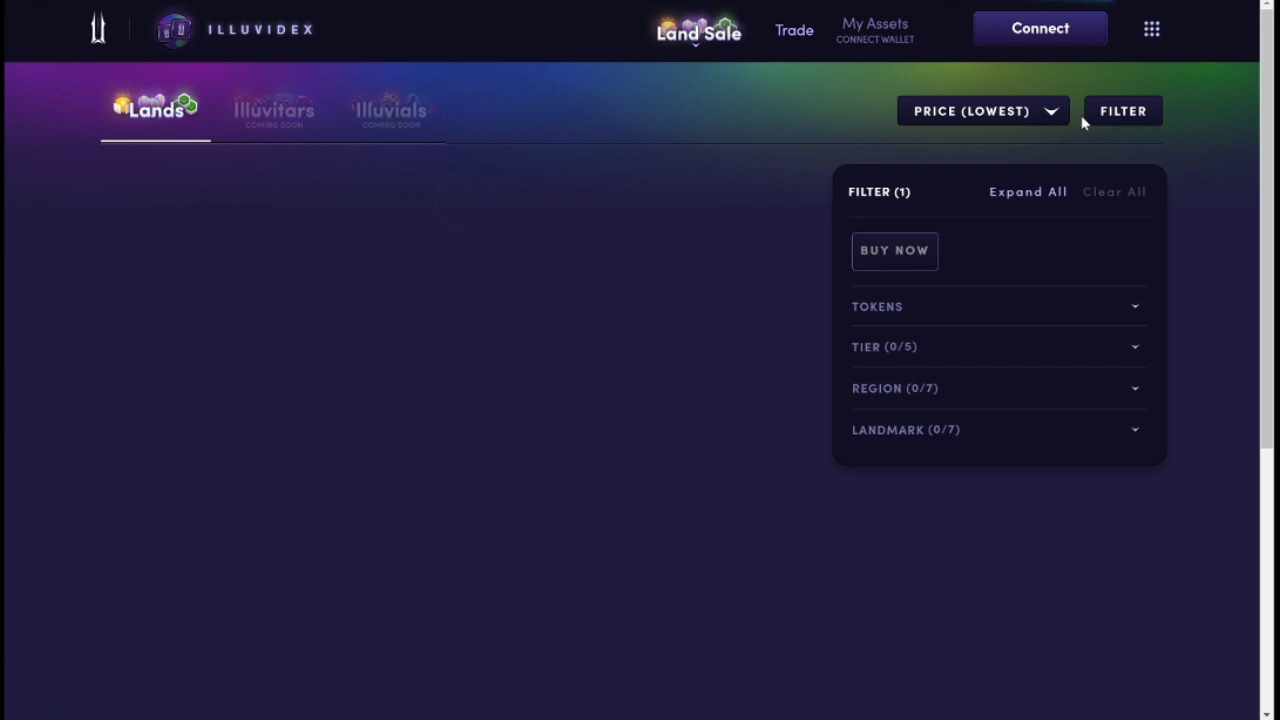 ILLUVIDEX
Land Sale
Trade
My Assets
CONNECT WALLET
Connect
Lands
Illuvitars
COMING SOON
Illuvials
COMING SOON
PRICE (LOWEST)
FILTER
FILTER (1)
Expand All
Clear All
BUY NOW
TOKENS
TIER (0/5)
REGION (0/7)
LANDMARK (0/7)